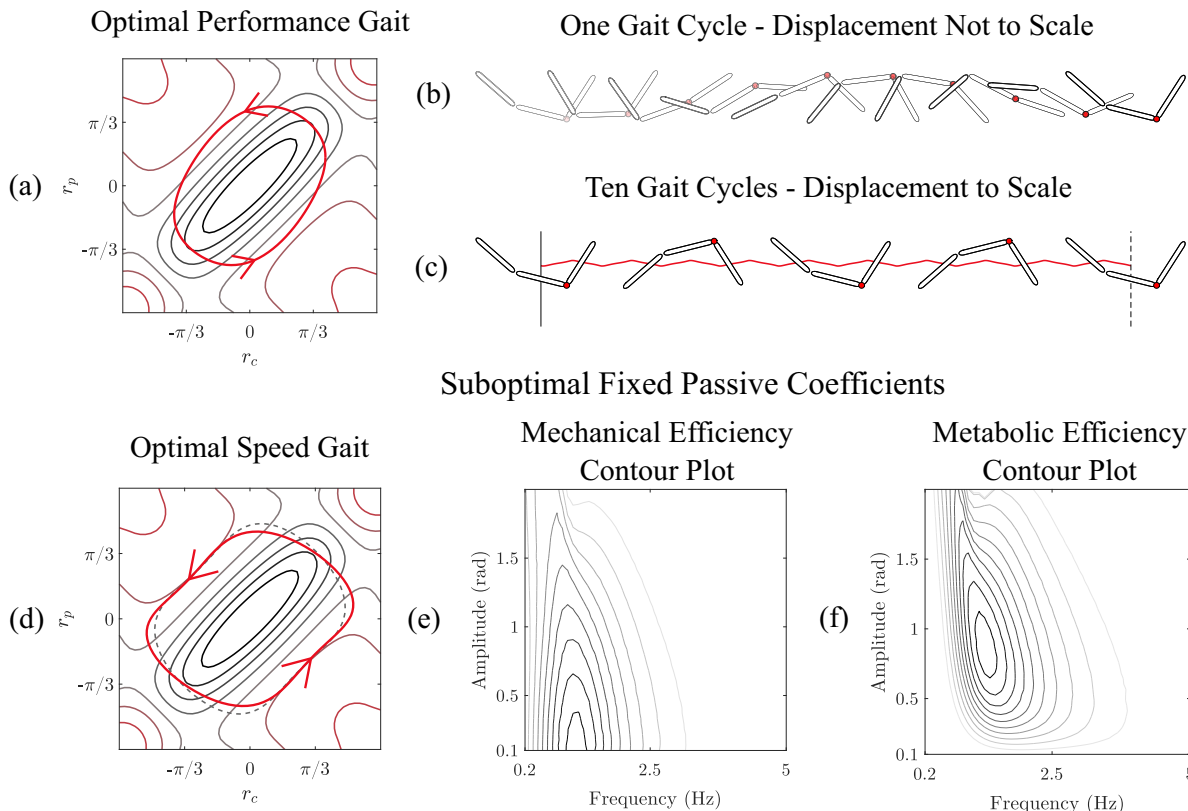 Optimal Performance Gait
(a)
r_p
π/3
0
-π/3
-π/3
0
π/3
r_c
One Gait Cycle - Displacement Not to Scale
(b)
Ten Gait Cycles - Displacement to Scale
(c)
Suboptimal Fixed Passive Coefficients
Optimal Speed Gait
(d)
r_p
π/3
0
-π/3
-π/3
0
π/3
r_c
Mechanical Efficiency
Contour Plot
(e)
Amplitude (rad)
1.5
1
0.5
0.1
0.2
2.5
5
Frequency (Hz)
Metabolic Efficiency
Contour Plot
(f)
Amplitude (rad)
1.5
1
0.5
0.1
0.2
2.5
5
Frequency (Hz)